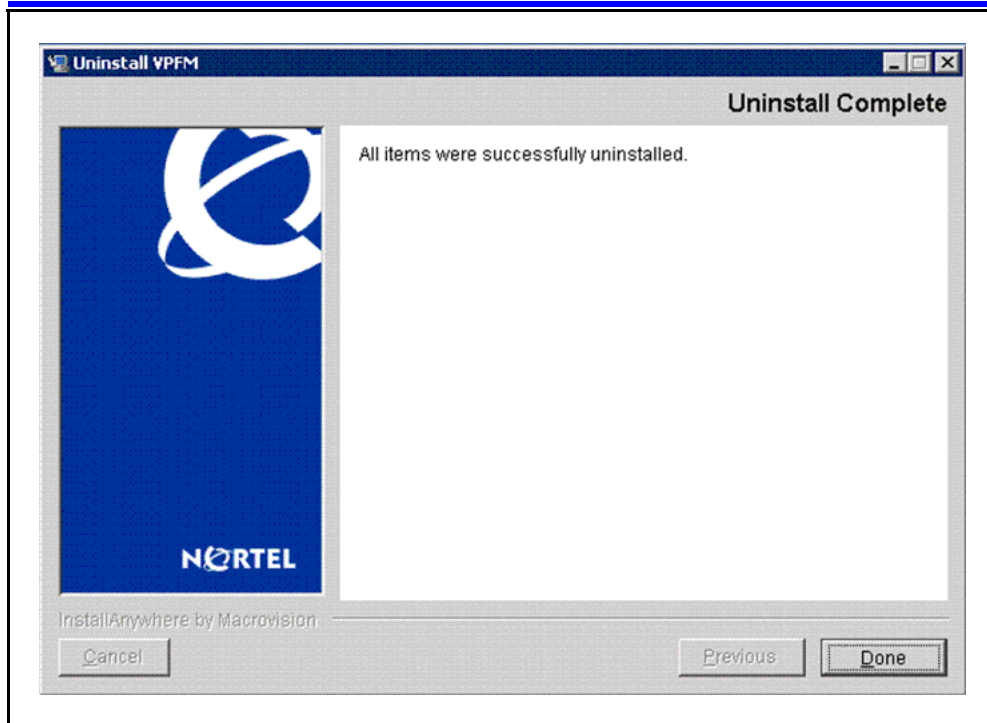 Uninstall VPFM
Uninstall Complete
All items were successfully uninstalled.
NORTEL
InstallAnywhere by Macrovision
Cancel
Previous
Done